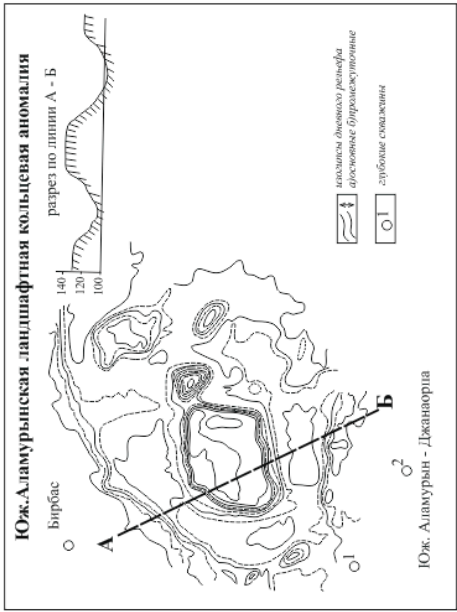 Юж.Аламурынская ландшафтная кольцевая аномалия
разрез по линии А - Б
140
120
100
Бирбас
А
Б
1
2
Юж. Аламурын - Джанаорпа
изогипсы дневного рельефа
а)основные б)промежуточные
1
глубокие скважины